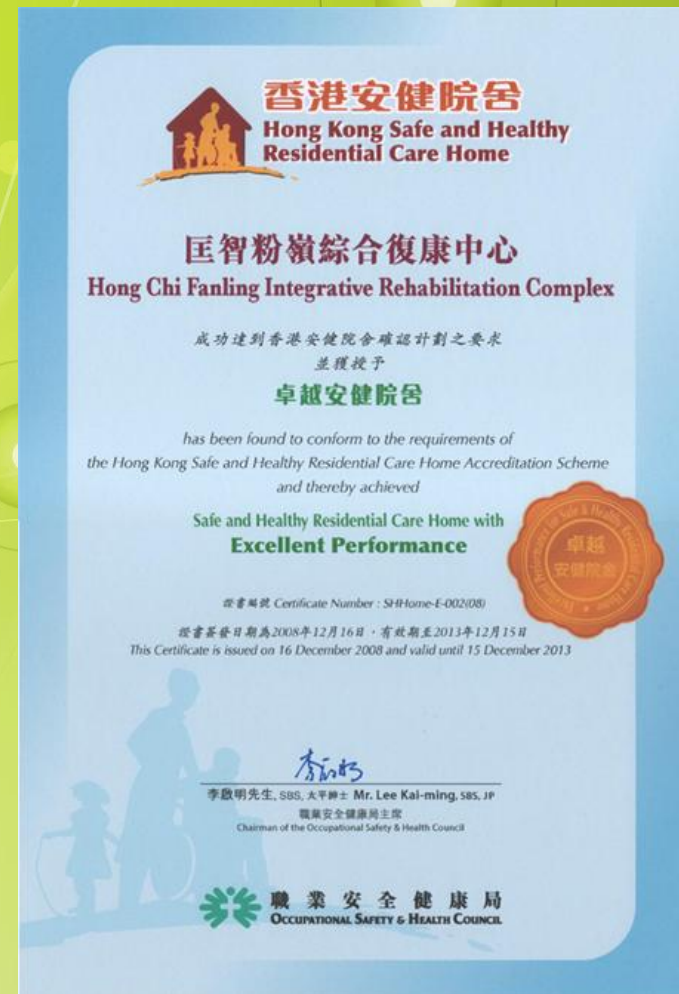 香港安健院舍
Hong Kong Safe and Healthy
Residential Care Home
匡智粉嶺綜合復康中心
Hong Chi Fanling Integrative Rehabilitation Complex
成功達到香港安健院舍確認計劃之要求
並獲授予
卓越安健院舍
has been found to conform to the requirements of
the Hong Kong Safe and Healthy Residential Care Home Accreditation Scheme
and thereby achieved
Safe and Healthy Residential Care Home with
Excellent Performance
卓越
安健院舍
證書編號 Certificate Number : SHHome-E-002(08)
證書簽發日期為2008年12月16日，有效期至2013年12月15日
This Certificate is issued on 16 December 2008 and valid until 15 December 2013
李啟明先生, SBS, 太平紳士 Mr. Lee Kai-ming, SBS, JP
職業安全健康局主席
Chairman of the Occupational Safety & Health Council
職業安全健康局
OCCUPATIONAL SAFETY & HEALTH COUNCIL